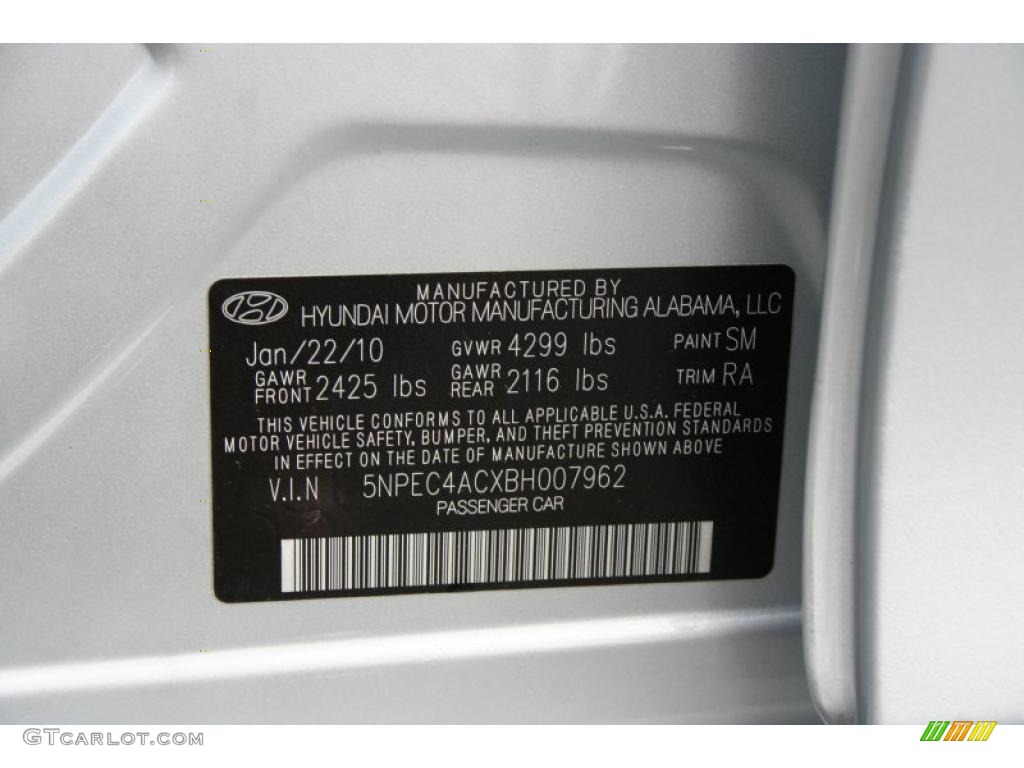 MANUFACTURED BY
HYUNDAI MOTOR MANUFACTURING ALABAMA, LLC
Jan/22/10 GVWR 4299 lbs PAINT SM
GAWR FRONT 2425 lbs GAWR REAR 2116 lbs TRIM RA
THIS VEHICLE CONFORMS TO ALL APPLICABLE U.S.A. FEDERAL
MOTOR VEHICLE SAFETY, BUMPER, AND THEFT PREVENTION STANDARDS
IN EFFECT ON THE DATE OF MANUFACTURE SHOWN ABOVE
V.I.N 5NPEC4ACXBH007962
PASSENGER CAR
GTCarLot.com